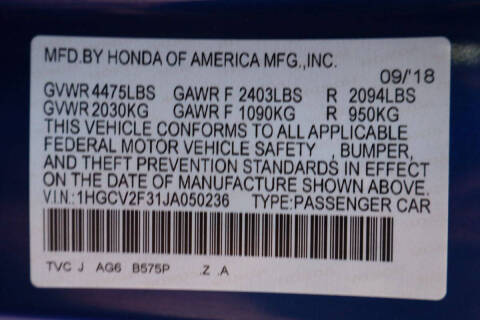 MFD.BY HONDA OF AMERICA MFG.,INC.
09/'18
GVWR 4475LBS GAWR F 2403LBS R 2094LBS
GVWR 2030KG GAWR F 1090KG R 950KG
THIS VEHICLE CONFORMS TO ALL APPLICABLE
FEDERAL MOTOR VEHICLE SAFETY , BUMPER,
AND THEFT PREVENTION STANDARDS IN EFFECT
ON THE DATE OF MANUFACTURE SHOWN ABOVE.
V.I.N.:1HGCV2F31JA050236 TYPE:PASSENGER CAR
TVC J AG6 B575P .Z .A